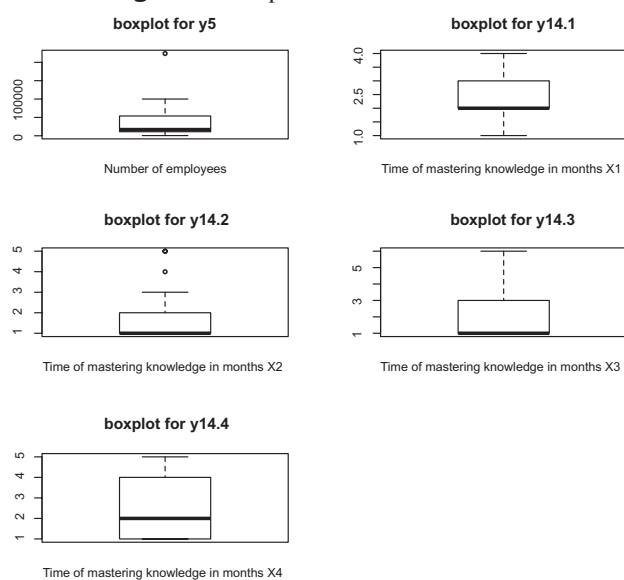 boxplot for y5
0
100000
Number of employees
boxplot for y14.1
1.0
2.5
4.0
Time of mastering knowledge in months X1
boxplot for y14.2
1
2
3
4
5
Time of mastering knowledge in months X2
boxplot for y14.3
1
3
5
Time of mastering knowledge in months X3
boxplot for y14.4
1
2
3
4
5
Time of mastering knowledge in months X4